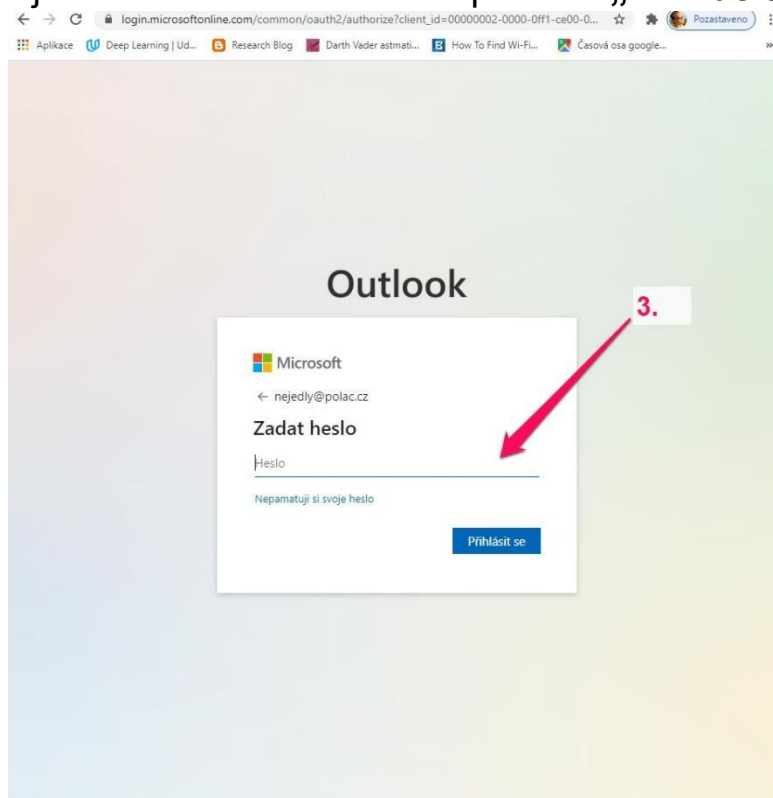 login.microsoftonline.com/common/oauth2/authorize?client_id=00000002-0000-0ff1-ce00-0... Pozastaveno
Aplikace Deep Learning | Ud... Research Blog Darth Vader astmati... How To Find Wi-Fi... Časová osa google... »
Outlook
3.
Microsoft
← nejedly@polac.cz
Zadat heslo
Heslo
Nepamatuji si svoje heslo
Přihlásit se